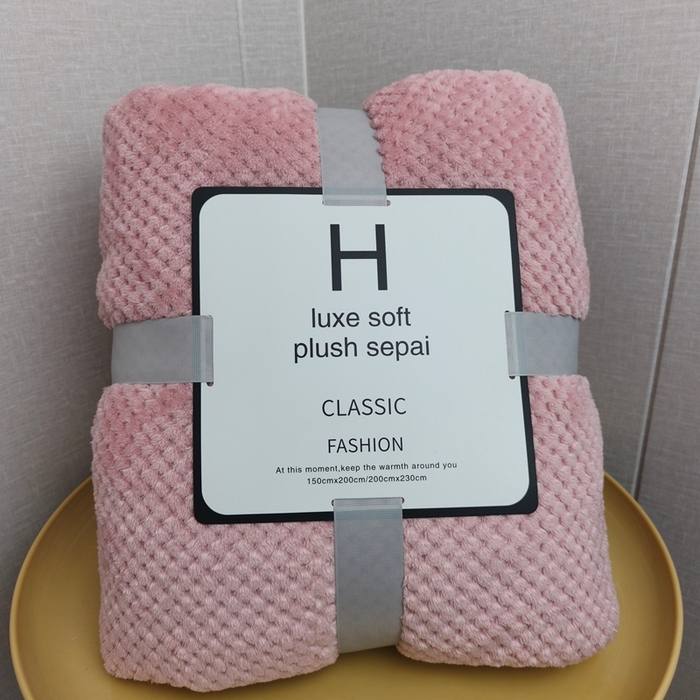 H
luxe soft
plush sepai
CLASSIC
FASHION
At this moment,keep the warmth around you
150cmx200cm/200cmx230cm